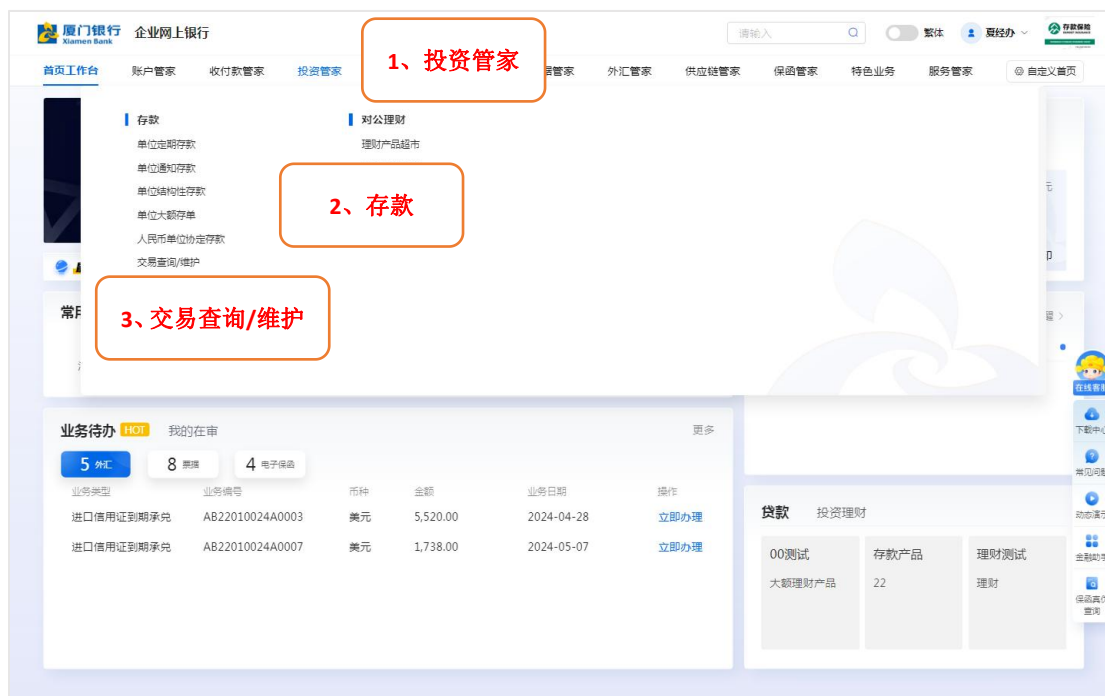 厦门银行 企业网上银行
Xiamen Bank
请输入
繁体
夏经办
存款保险
首页工作台 账户管家 收付款管家 投资管家 管家 外汇管家 供应链管家 保函管家 特色业务 服务管家 自定义首页
1、投资管家
存款 对公理财
单位定期存款 理财产品超市
单位通知存款
单位结构性存款
单位大额存单
人民币单位协定存款
交易查询/维护
2、存款
元
3、交易查询/维护
常用
在线客服
下载中心
常见问题
动态演示
金融助手
保函真伪
查询
业务待办 HOT 我的在审 更多
5 外汇 8 票据 4 电子保函
业务类型 业务编号 币种 金额 业务日期 操作
进口信用证到期承兑 AB22010024A0003 美元 5,520.00 2024-04-28 立即办理
进口信用证到期承兑 AB22010024A0007 美元 1,738.00 2024-05-07 立即办理
贷款 投资理财
00测试 存款产品 理财测试
大额理财产品 22 理财